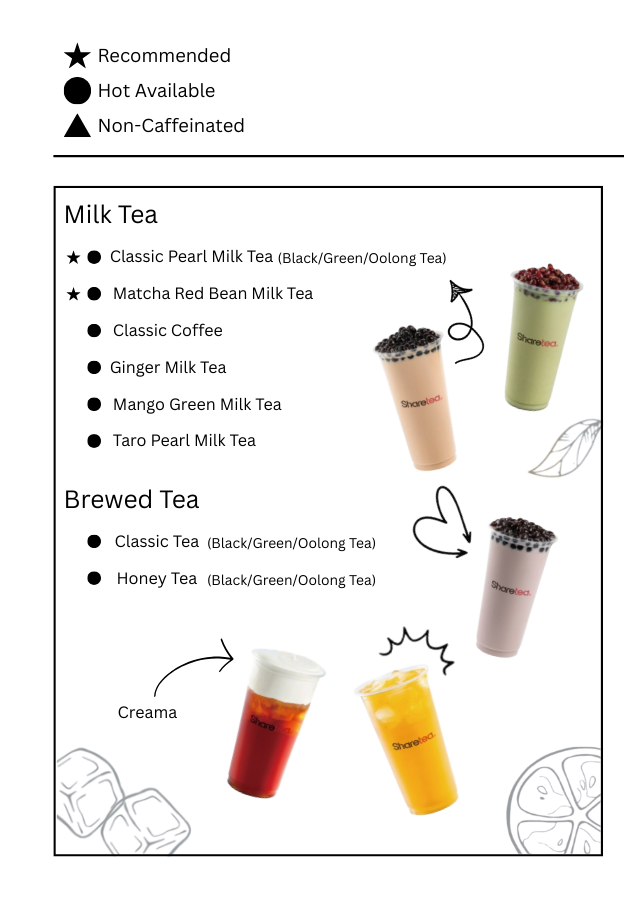 Recommended
Hot Available
Non-Caffeinated
Milk Tea
Classic Pearl Milk Tea (Black/Green/Oolong Tea)
Matcha Red Bean Milk Tea
Classic Coffee
Ginger Milk Tea
Mango Green Milk Tea
Taro Pearl Milk Tea
Sharetea.
Sharetea.
Brewed Tea
Classic Tea (Black/Green/Oolong Tea)
Honey Tea (Black/Green/Oolong Tea)
Sharetea.
Creama
Sharetea.
Sharetea.